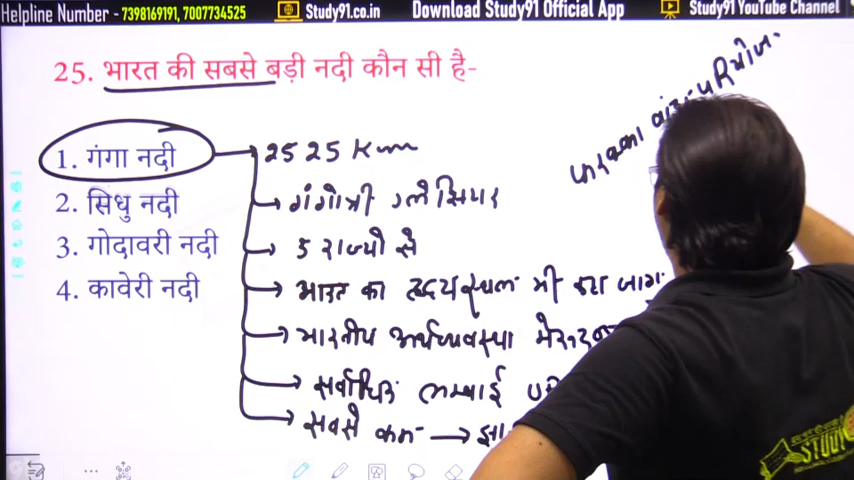 Helpline Number - 7398169191, 7007734525 Study91.co.in Download Study91 Official App Study91 YouTube Channel
25. भारत की सबसे बड़ी नदी कौन सी है-
1. गंगा नदी
2. सिंधु नदी
3. गोदावरी नदी
4. कावेरी नदी
2525 Km
गंगोत्री ग्लेसियर
5 राज्यो से
भारत का हृदयस्थल भी कहा जाता
भारतीय अर्थव्यवस्था
सर्वाधिक लम्बाई
सबसे कम → झा
फरक्का बांध परियोज
STUDY